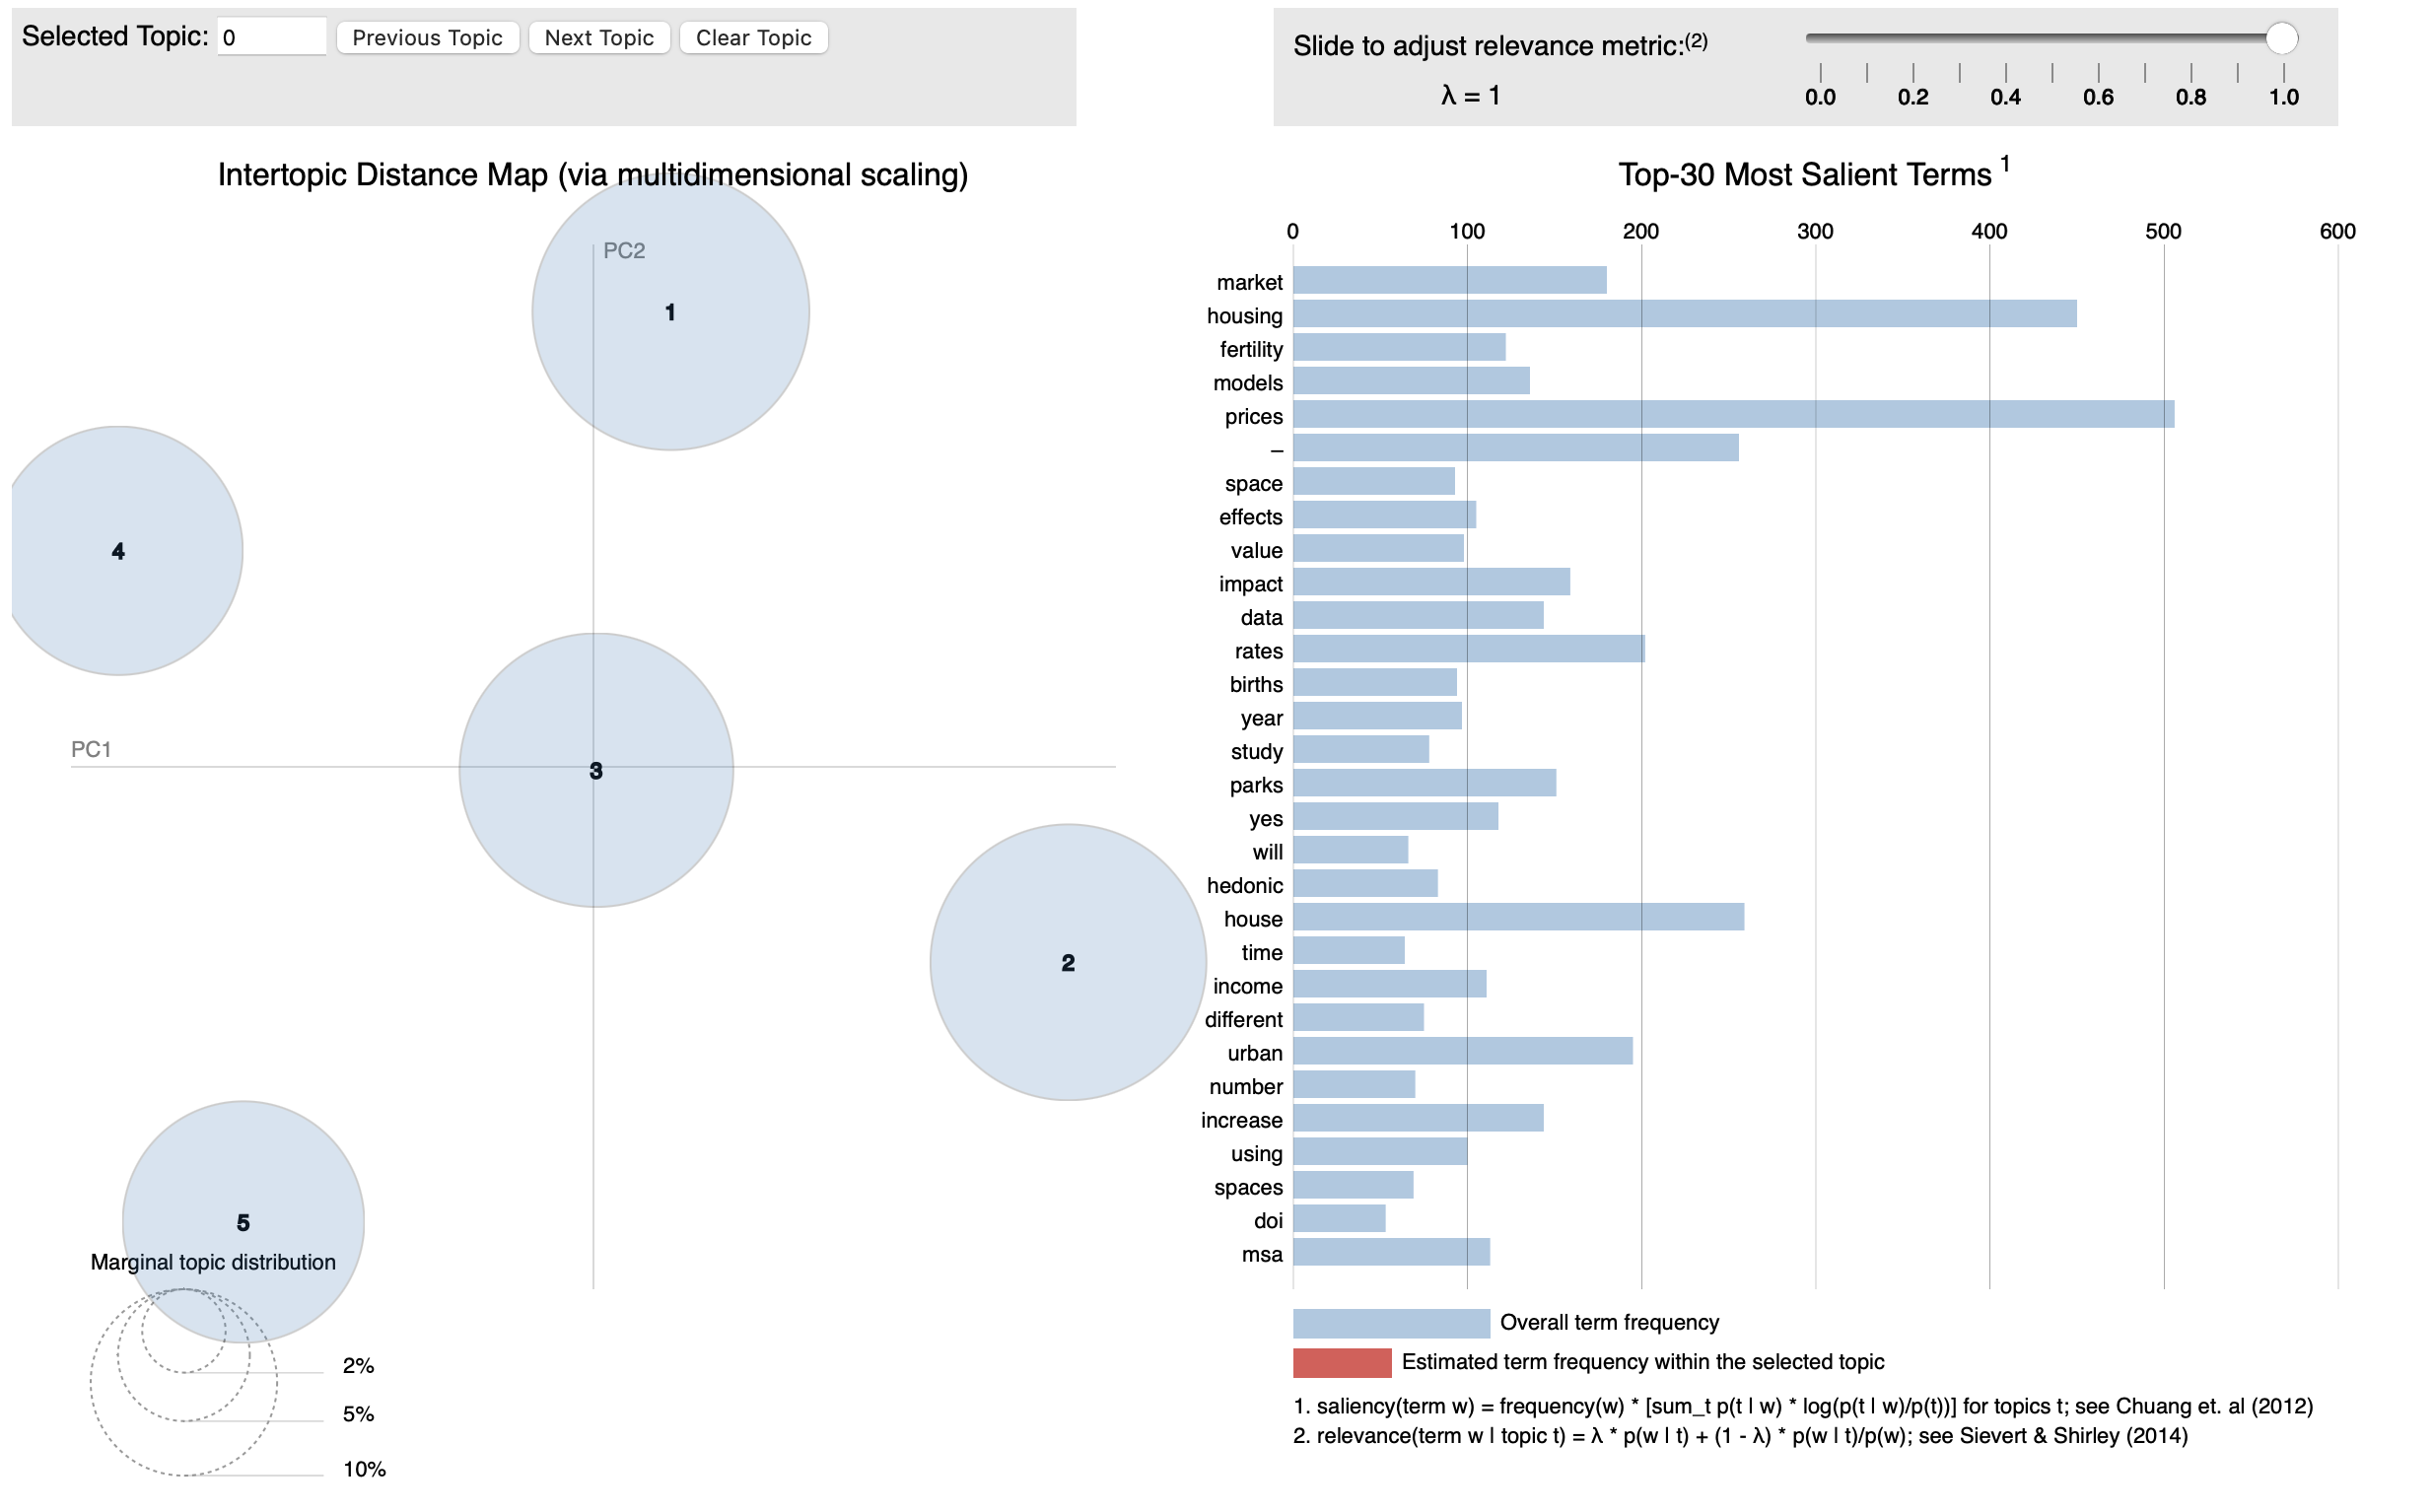 Selected Topic: 0 Previous Topic Next Topic Clear Topic
Slide to adjust relevance metric:(2)
λ = 1
0.0 0.2 0.4 0.6 0.8 1.0
Intertopic Distance Map (via multidimensional scaling)
PC2
1
4
PC1
3
2
5
Marginal topic distribution
2%
5%
10%
Top-30 Most Salient Terms 1
0 100 200 300 400 500 600
market
housing
fertility
models
prices
–
space
effects
value
impact
data
rates
births
year
study
parks
yes
will
hedonic
house
time
income
different
urban
number
increase
using
spaces
doi
msa
Overall term frequency
Estimated term frequency within the selected topic
1. saliency(term w) = frequency(w) * [sum_t p(t | w) * log(p(t | w)/p(t))] for topics t; see Chuang et. al (2012)
2. relevance(term w | topic t) = λ * p(w | t) + (1 - λ) * p(w | t)/p(w); see Sievert & Shirley (2014)